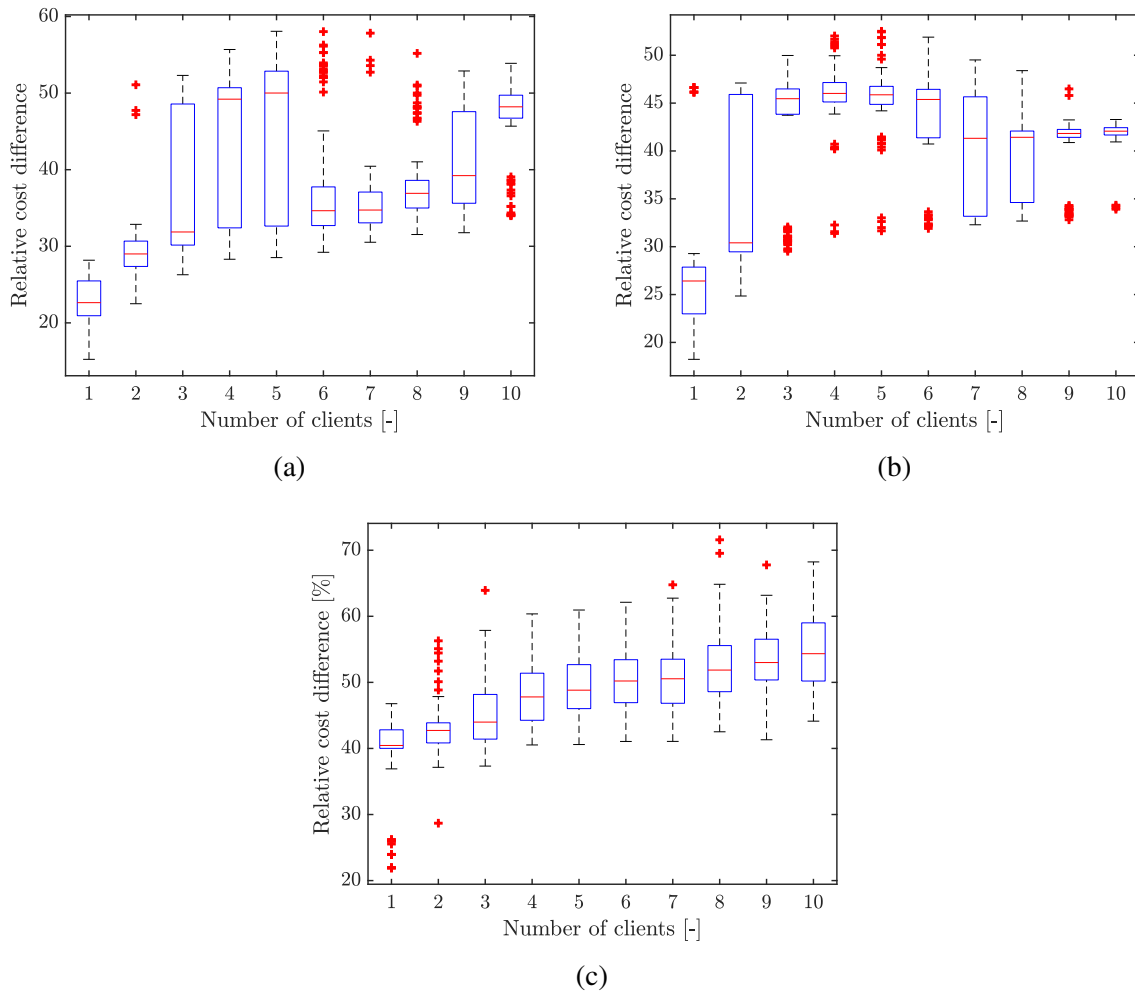 60
50
40
30
20
Relative cost difference
1 2 3 4 5 6 7 8 9 10
Number of clients [-]
(a)
50
45
40
35
30
25
20
Relative cost difference
1 2 3 4 5 6 7 8 9 10
Number of clients [-]
(b)
70
60
50
40
30
20
Relative cost difference [%]
1 2 3 4 5 6 7 8 9 10
Number of clients [-]
(c)